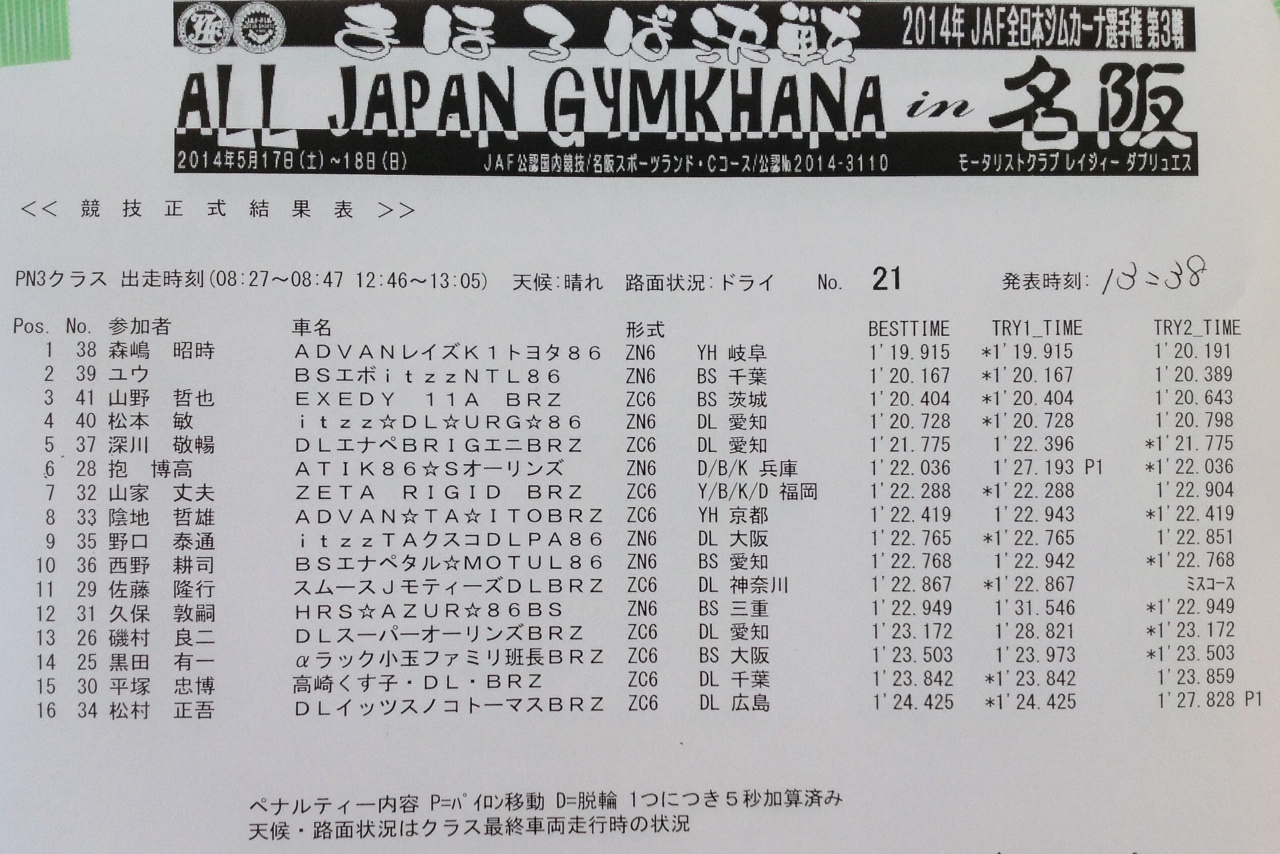 まほろば決戦 2014年 JAF全日本ジムカーナ選手権 第3戦
ALL JAPAN GYMKHANA in 名阪
2014年5月17日(土)~18日(日) JAF公認国内競技/名阪スポーツランド・Cコース/公認№2014-3110 モータリストクラブ レイジィー ダブリュエス
<< 競 技 正 式 結 果 表 >>
PN3クラス 出走時刻(08:27~08:47 12:46~13:05) 天候:晴れ 路面状況:ドライ No. 21 発表時刻: 13=38
Pos. No. 参加者 車名 形式 BESTTIME TRY1_TIME TRY2_TIME
1 38 森嶋 昭時 ADVANレイズK1トヨタ86 ZN6 YH 岐阜 1'19.915 *1'19.915 1'20.191
2 39 ユウ BSエボitzzNTL86 ZN6 BS 千葉 1'20.167 *1'20.167 1'20.389
3 41 山野 哲也 EXEDY 11A BRZ ZC6 BS 茨城 1'20.404 *1'20.404 1'20.643
4 40 松本 敏 itzz☆DL☆URG☆86 ZN6 DL 愛知 1'20.728 *1'20.728 1'20.798
5 37 深川 敬暢 DLエナペBRIGエニBRZ ZC6 DL 愛知 1'21.775 1'22.396 *1'21.775
6 28 抱 博高 ATIK86☆Sオーリンズ ZN6 D/B/K 兵庫 1'22.036 1'27.193 P1 *1'22.036
7 32 山家 丈夫 ZETA RIGID BRZ ZC6 Y/B/K/D 福岡 1'22.288 *1'22.288 1'22.904
8 33 陰地 哲雄 ADVAN☆TA☆ITOBRZ ZC6 YH 京都 1'22.419 1'22.943 *1'22.419
9 35 野口 泰通 itzzTAクスコDLPA86 ZN6 DL 大阪 1'22.765 *1'22.765 1'22.851
10 36 西野 耕司 BSエナペタル☆MOTUL86 ZN6 BS 愛知 1'22.768 1'22.942 *1'22.768
11 29 佐藤 隆行 スムースJモティーズDLBRZ ZC6 DL 神奈川 1'22.867 *1'22.867 ミスコース
12 31 久保 敦嗣 HRS☆AZUR☆86BS ZN6 BS 三重 1'22.949 1'31.546 *1'22.949
13 26 磯村 良二 DLスーパーオーリンズBRZ ZC6 DL 愛知 1'23.172 1'28.821 *1'23.172
14 25 黒田 有一 αラック小玉ファミリ班長BRZ ZC6 BS 大阪 1'23.503 1'23.973 *1'23.503
15 30 平塚 忠博 高崎くす子・DL・BRZ ZC6 DL 千葉 1'23.842 *1'23.842 1'23.859
16 34 松村 正吾 DLイッツスノコトーマスBRZ ZC6 DL 広島 1'24.425 *1'24.425 1'27.828 P1
ペナルティー内容 P=パイロン移動 D=脱輪 1つにつき5秒加算済み
天候・路面状況はクラス最終車両走行時の状況